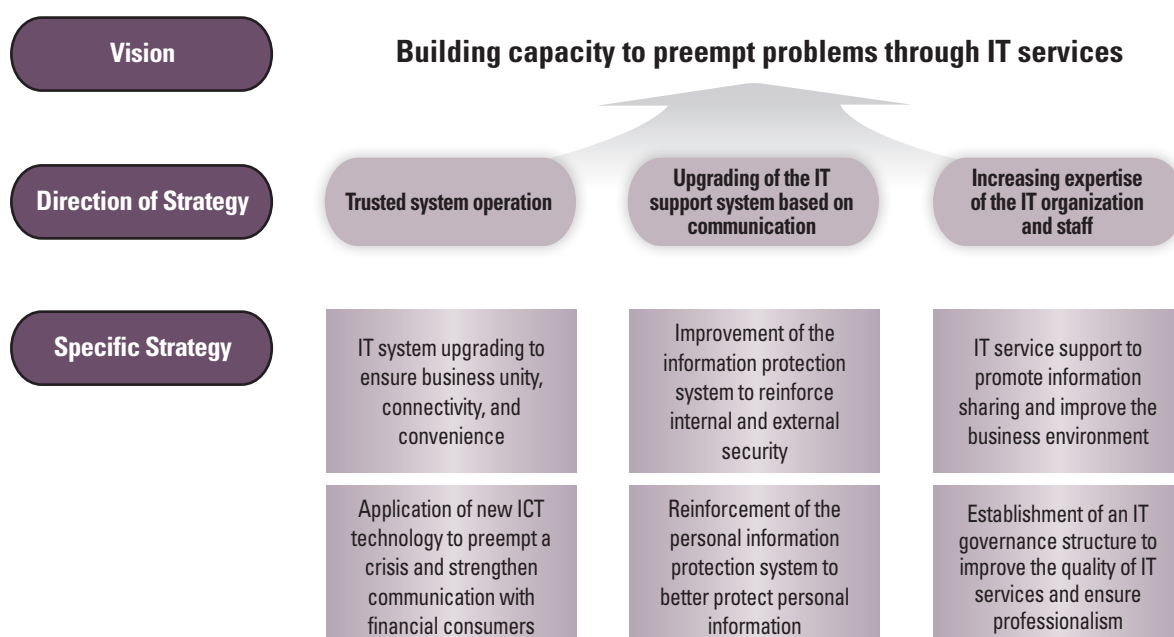 Vision
Building capacity to preempt problems through IT services
Direction of Strategy
Trusted system operation
Upgrading of the IT
support system based on
communication
Increasing expertise
of the IT organization
and staff
Specific Strategy
IT system upgrading to
ensure business unity,
connectivity, and
convenience
Improvement of the
information protection
system to reinforce
internal and external
security
IT service support to
promote information
sharing and improve the
business environment
Application of new ICT
technology to preempt a
crisis and strengthen
communication with
financial consumers
Reinforcement of the
personal information
protection system to
better protect personal
information
Establishment of an IT
governance structure to
improve the quality of IT
services and ensure
professionalism